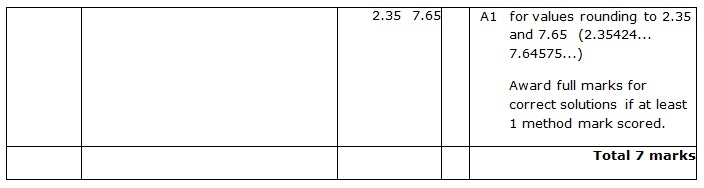 2.35 7.65
A1 for values rounding to 2.35
and 7.65 (2.35424...
7.64575...)
Award full marks for
correct solutions if at least
1 method mark scored.
Total 7 marks